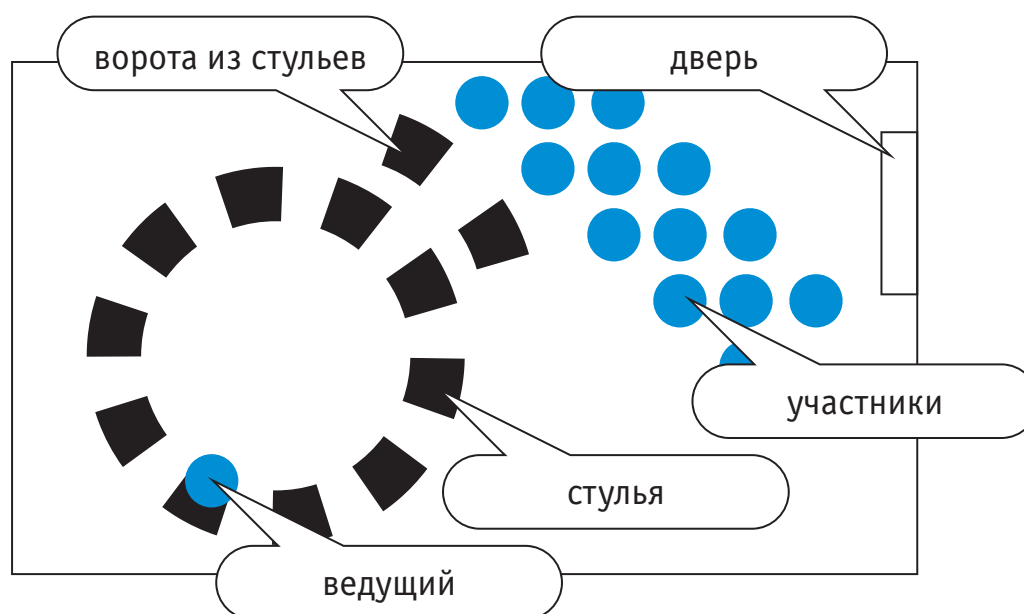 ворота из стульев
дверь
участники
стулья
ведущий